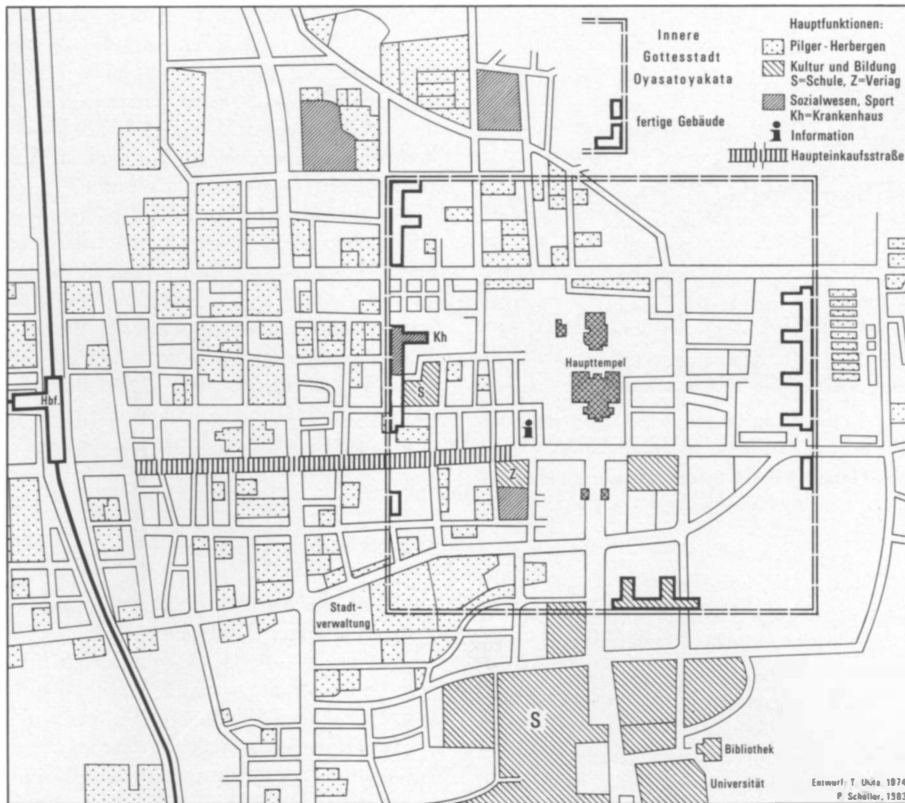 Innere
Gottesstadt
Oyasatoyakata
fertige Gebäude
Hauptfunktionen:
Pilger-Herbergen
Kultur und Bildung
S=Schule, Z=Verlag
Sozialwesen, Sport
Kh=Krankenhaus
i Information
Haupteinkaufsstraße
Kh
Haupttempel
S
Hbf.
i
Z
Stadt-
verwaltung
S
Bibliothek
Universität
Entwurf: T. Ukita, 1974
P. Schöller, 1983